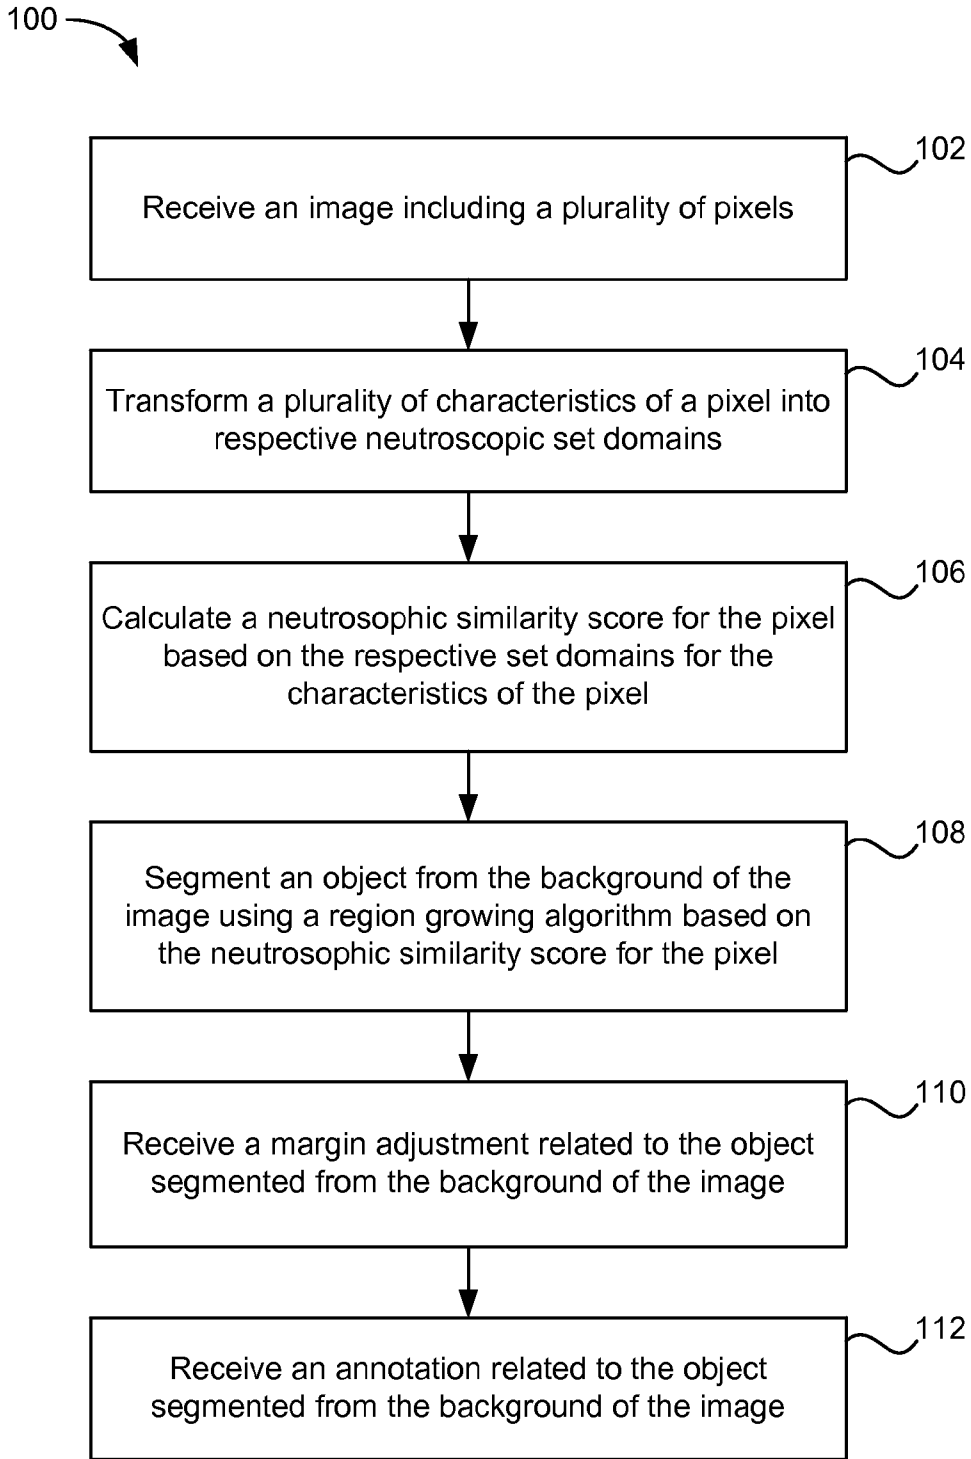 100
102
Receive an image including a plurality of pixels
104
Transform a plurality of characteristics of a pixel into
respective neutroscopic set domains
106
Calculate a neutrosophic similarity score for the pixel
based on the respective set domains for the
characteristics of the pixel
108
Segment an object from the background of the
image using a region growing algorithm based on
the neutrosophic similarity score for the pixel
110
Receive a margin adjustment related to the object
segmented from the background of the image
112
Receive an annotation related to the object
segmented from the background of the image